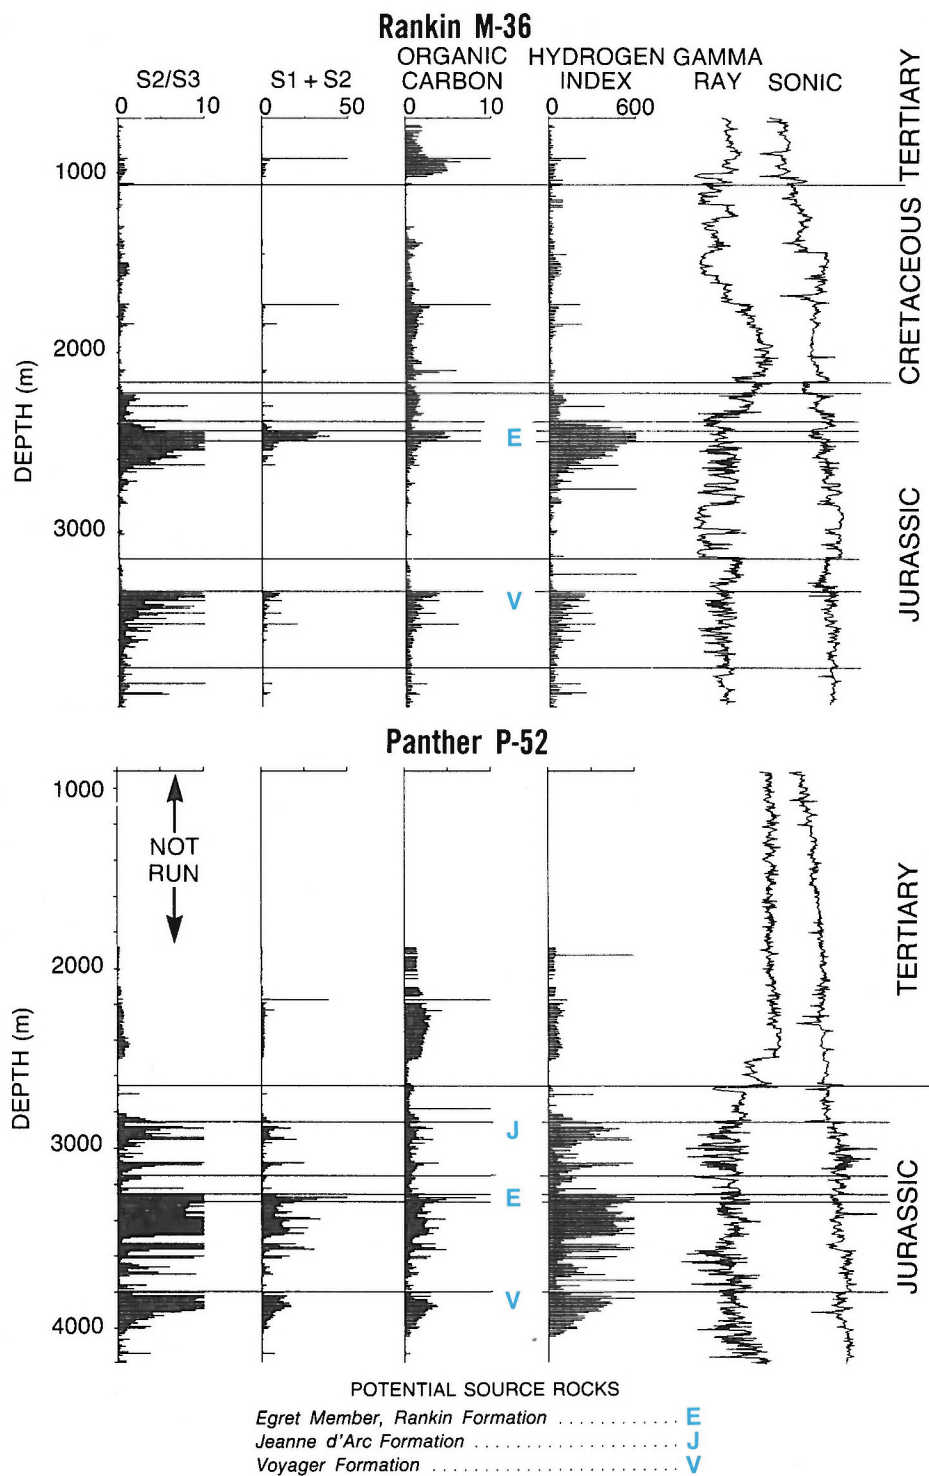 Rankin M-36
ORGANIC HYDROGEN GAMMA
S2/S3 S1 + S2 CARBON INDEX RAY SONIC
0 10 0 50 0 10 0 600
TERTIARY
1000
CRETACEOUS
2000
DEPTH (m)
E
JURASSIC
3000
V
Panther P-52
1000
NOT
RUN
TERTIARY
2000
DEPTH (m)
J
3000
E
JURASSIC
V
4000
POTENTIAL SOURCE ROCKS
Egret Member, Rankin Formation . . . . . . . . . . . . . . E
Jeanne d'Arc Formation . . . . . . . . . . . . . . . . . . . . . . . . J
Voyager Formation . . . . . . . . . . . . . . . . . . . . . . . . . . . . . V